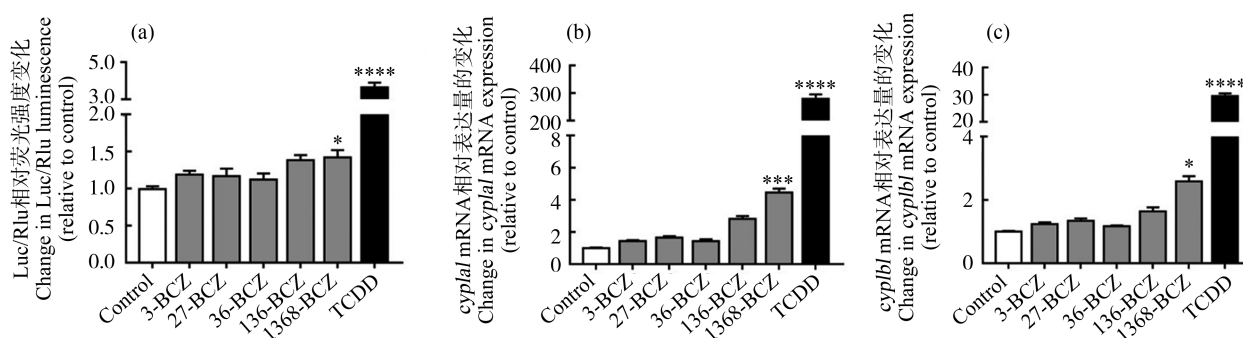 (a)
Luc/Rlu相对荧光强度变化
Change in Luc/Rlu luminescence
(relative to control)
5.0
3.0
2.0
1.5
1.0
0.5
0.0
*
****
Control
3-BCZ
27-BCZ
36-BCZ
136-BCZ
1368-BCZ
TCDD
(b)
cyplal mRNA相对表达量的变化
Change in cyplal mRNA expression
(relative to control)
400
300
200
8
6
4
2
0
***
****
Control
3-BCZ
27-BCZ
36-BCZ
136-BCZ
1368-BCZ
TCDD
(c)
cyplbl mRNA相对表达量的变化
Change in cyplbl mRNA expression
(relative to control)
40
30
20
4
2
0
*
****
Control
3-BCZ
27-BCZ
36-BCZ
136-BCZ
1368-BCZ
TCDD